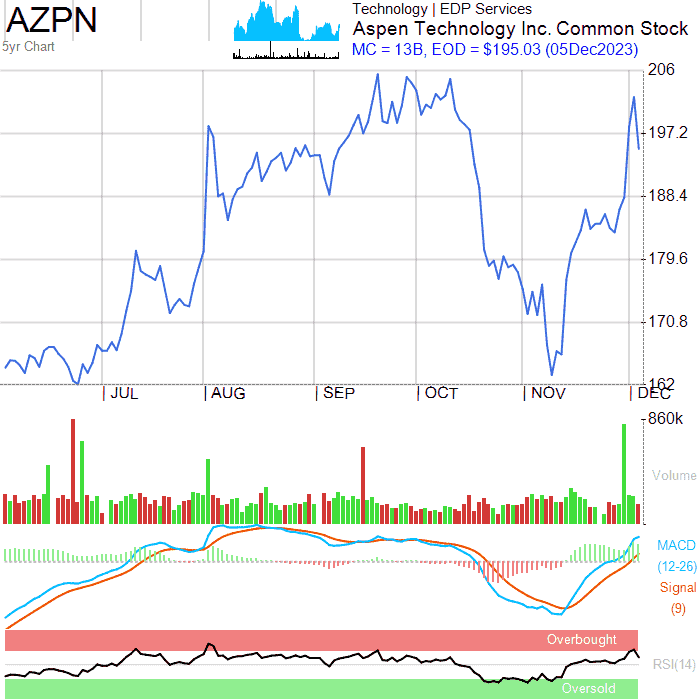 AZPN
Technology | EDP Services
Aspen Technology Inc. Common Stock
5yr Chart
MC = 13B, EOD = $195.03 (05Dec2023)
206
197.2
188.4
179.6
170.8
162
JUL AUG SEP OCT NOV DEC
860k
Volume
MACD
(12-26)
Signal
(9)
Overbought
RSI(14)
Oversold